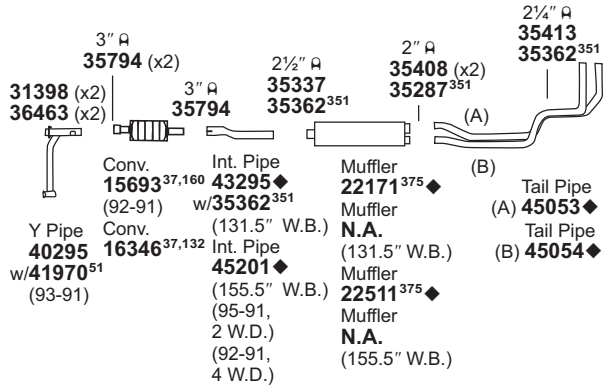 3″
35794 (x2)
31398 (x2)
36463 (x2)
3″
35794
2½″
35337
35362³⁵¹
2″
35408 (x2)
35287³⁵¹
2¼″
35413
35362³⁵¹
(A)
(B)
Y Pipe
40295
w/41970⁵¹
(93-91)
Conv.
15693³⁷,¹⁶⁰
(92-91)
Conv.
16346³⁷,¹³²
Int. Pipe
43295◆
w/35362³⁵¹
(131.5″ W.B.)
Int. Pipe
45201◆
(155.5″ W.B.)
(95-91,
2 W.D.)
(92-91,
4 W.D.)
Muffler
22171³⁷⁵◆
Muffler
N.A.
(131.5″ W.B.)
Muffler
22511³⁷⁵◆
Muffler
N.A.
(155.5″ W.B.)
Tail Pipe
(A) 45053◆
Tail Pipe
(B) 45054◆